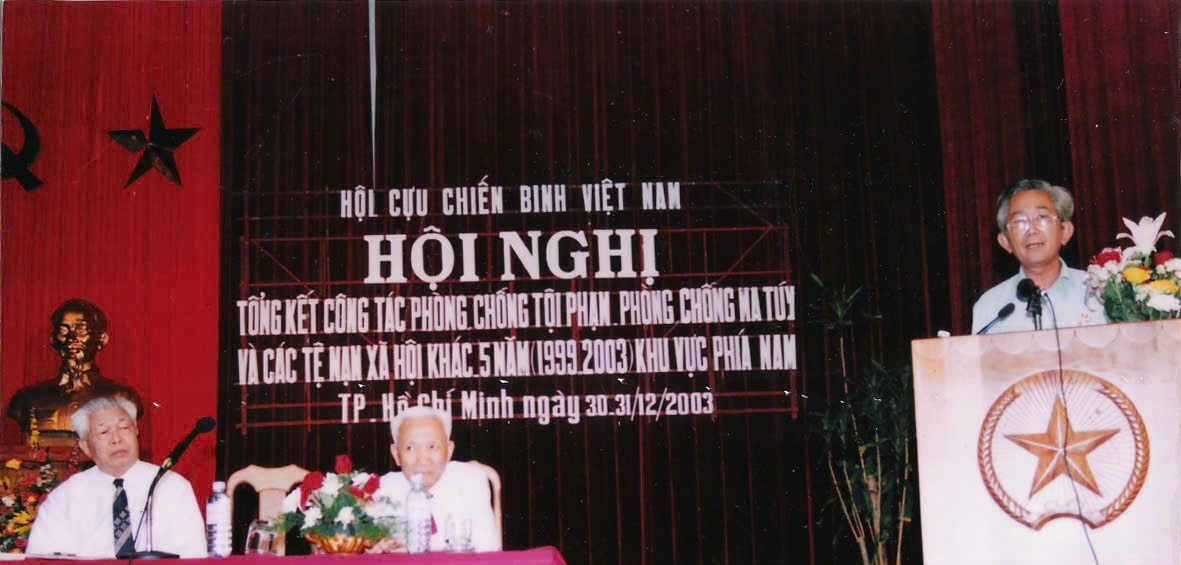 HỘI CỰU CHIẾN BINH VIỆT NAM
HỘI NGHỊ
TỔNG KẾT CÔNG TÁC PHÒNG, CHỐNG TỘI PHẠM, PHÒNG CHỐNG MA TÚY
VÀ CÁC TỆ NẠN XÃ HỘI KHÁC, 5 NĂM (1999.2003) KHU VỰC PHÍA NAM
TP. Hồ Chí Minh ngày 30.31/12/2003